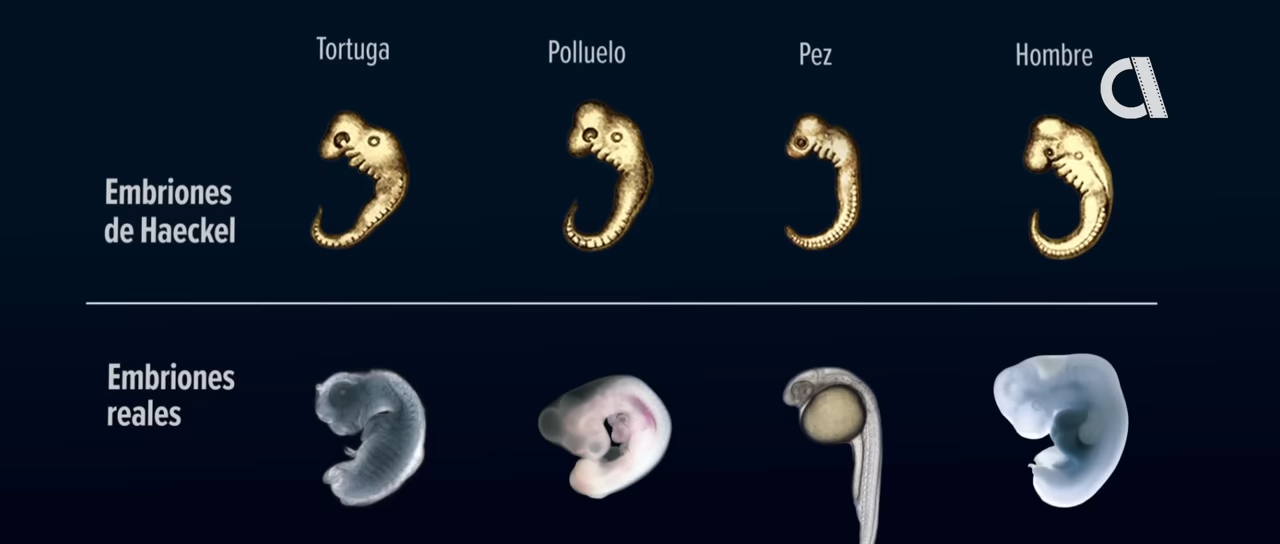 Tortuga
Polluelo
Pez
Hombre
Embriones
de Haeckel
Embriones
reales